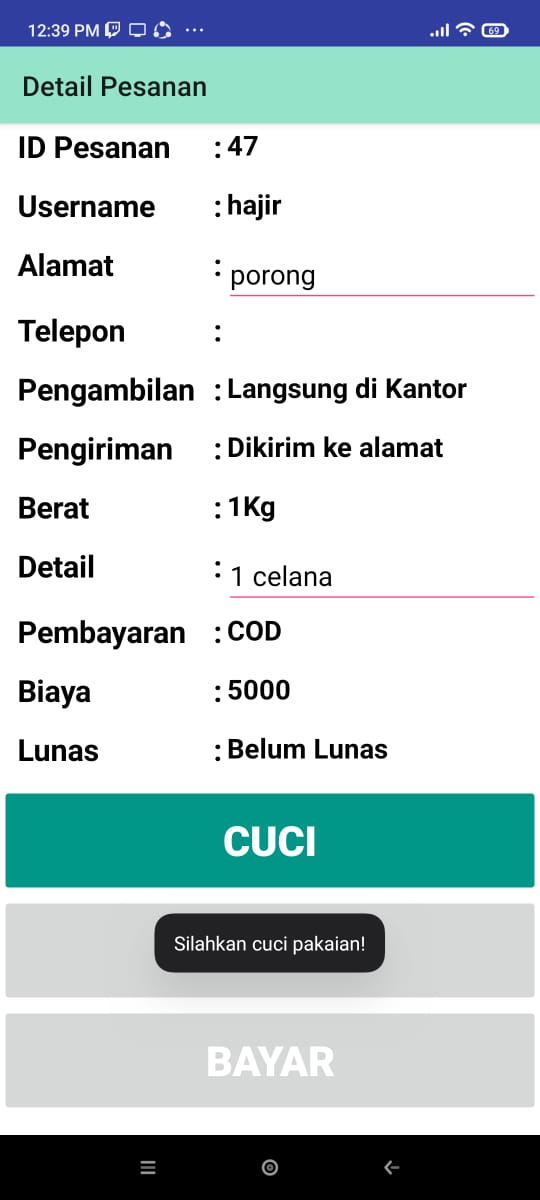 12:39 PM
69
Detail Pesanan
ID Pesanan : 47
Username : hajir
Alamat : porong
Telepon :
Pengambilan : Langsung di Kantor
Pengiriman : Dikirim ke alamat
Berat : 1Kg
Detail : 1 celana
Pembayaran : COD
Biaya : 5000
Lunas : Belum Lunas
CUCI
Silahkan cuci pakaian!
BAYAR